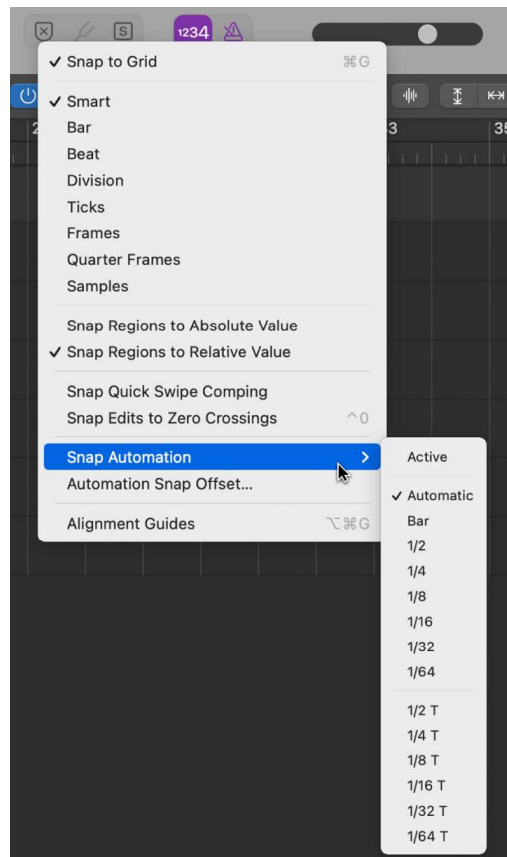 S
1234
✓ Snap to Grid ⌘G
✓ Smart
Bar
Beat
Division
Ticks
Frames
Quarter Frames
Samples
Snap Regions to Absolute Value
✓ Snap Regions to Relative Value
Snap Quick Swipe Comping
Snap Edits to Zero Crossings ^0
Snap Automation >
Automation Snap Offset...
Alignment Guides ⌥⌘G
Active
✓ Automatic
Bar
1/2
1/4
1/8
1/16
1/32
1/64
1/2 T
1/4 T
1/8 T
1/16 T
1/32 T
1/64 T